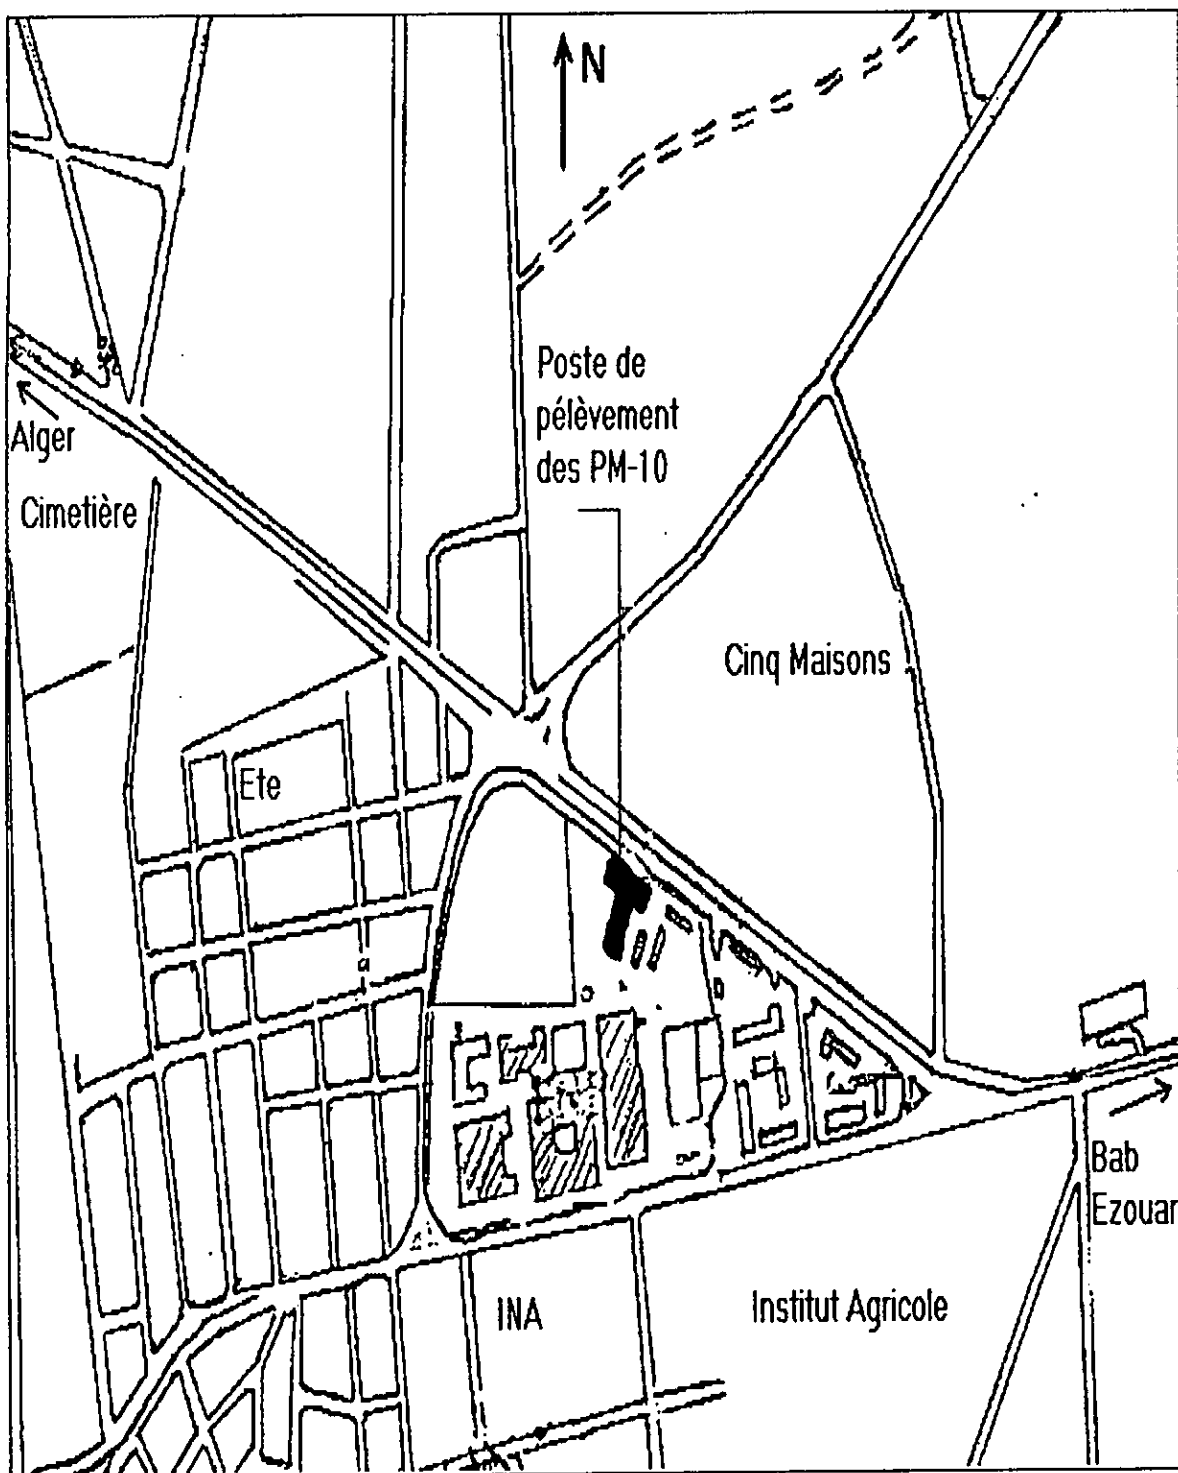 N
Poste de
pélèvement
des PM-10
Alger
Cimetière
Cinq Maisons
Ete
Bab
Ezouar
INA
Institut Agricole